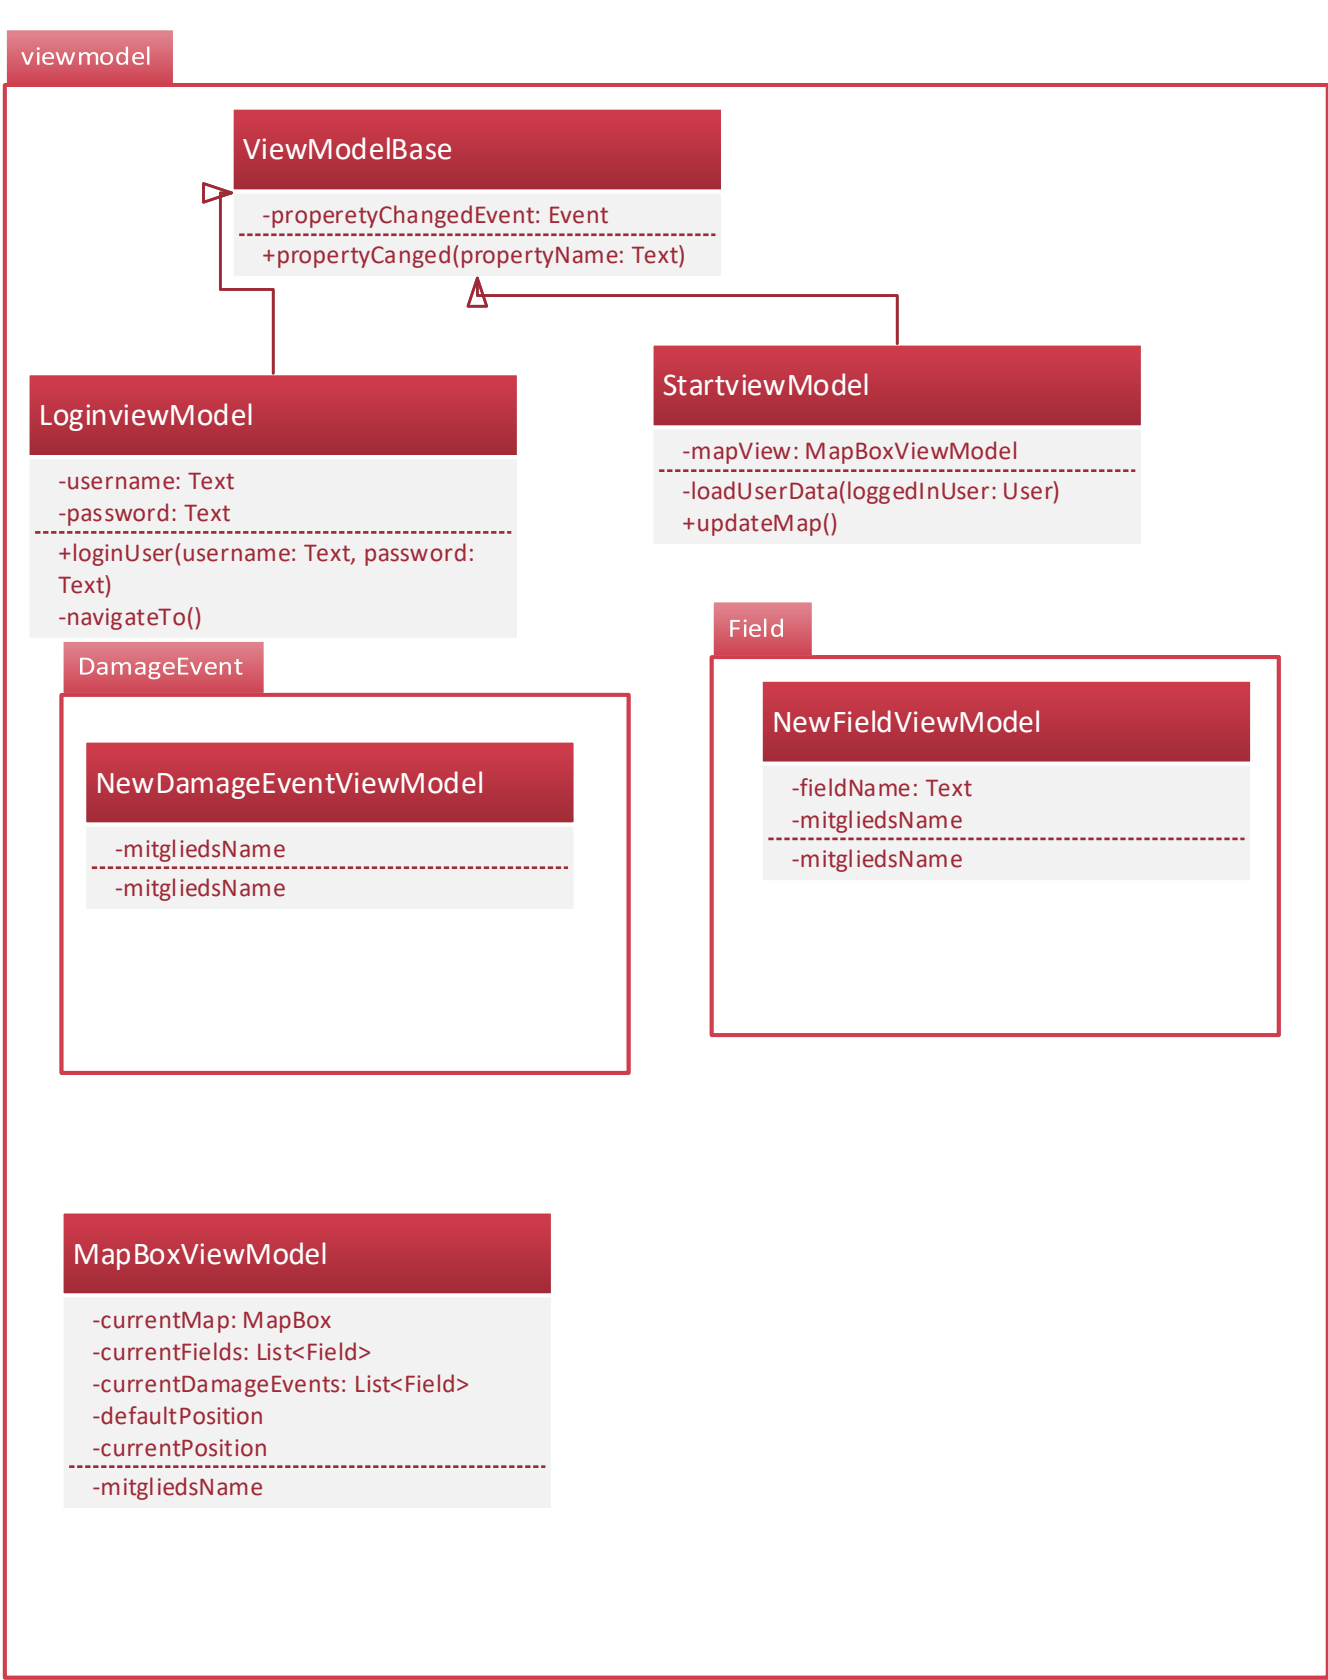 viewmodel
ViewModelBase
-properetyChangedEvent: Event
+propertyCanged(propertyName: Text)
LoginviewModel
-username: Text
-password: Text
+loginUser(username: Text, password:
Text)
-navigateTo()
StartviewModel
-mapView: MapBoxViewModel
-loadUserData(loggedInUser: User)
+updateMap()
DamageEvent
NewDamageEventViewModel
-mitgliedsName
-mitgliedsName
Field
NewFieldViewModel
-fieldName: Text
-mitgliedsName
-mitgliedsName
MapBoxViewModel
-currentMap: MapBox
-currentFields: List<Field>
-currentDamageEvents: List<Field>
-defaultPosition
-currentPosition
-mitgliedsName